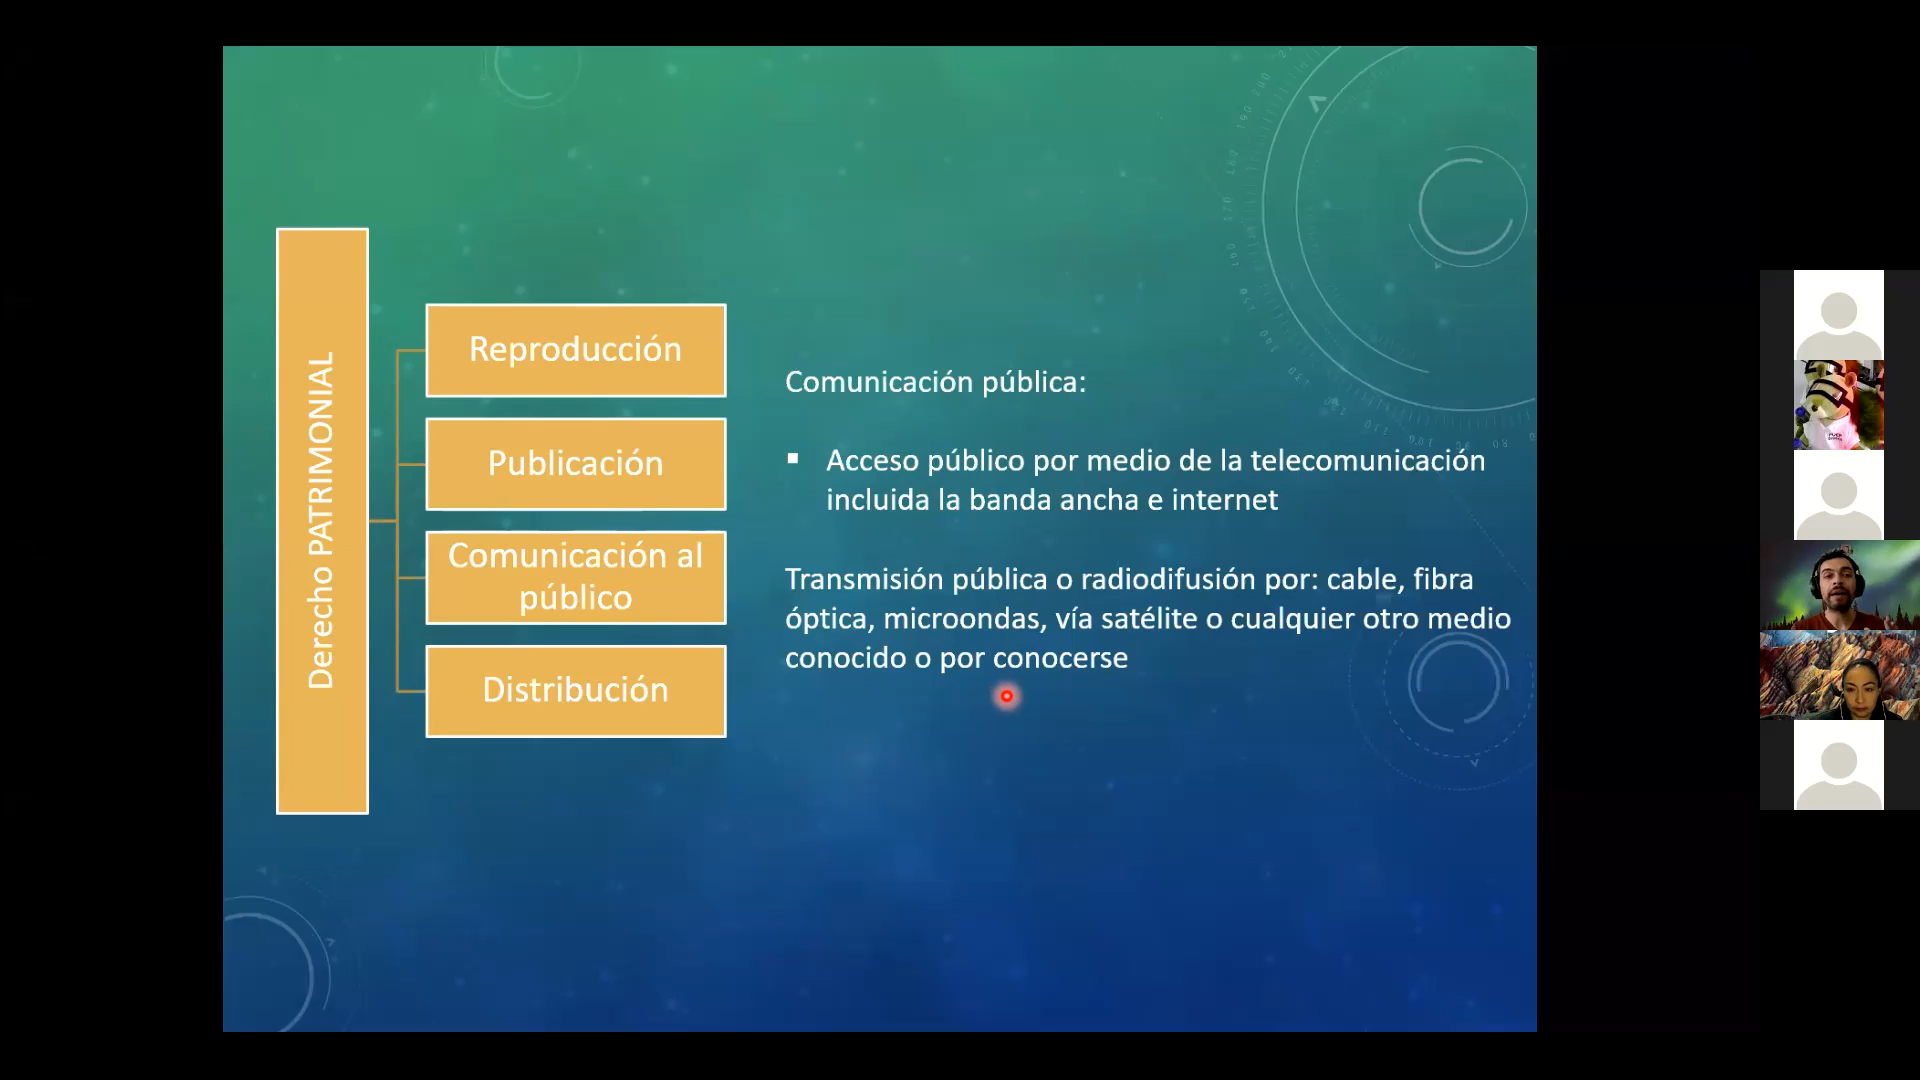 Derecho PATRIMONIAL
Reproducción
Publicación
Comunicación al
público
Distribución
Comunicación pública:
▪ Acceso público por medio de la telecomunicación
incluida la banda ancha e internet
Transmisión pública o radiodifusión por: cable, fibra
óptica, microondas, vía satélite o cualquier otro medio
conocido o por conocerse